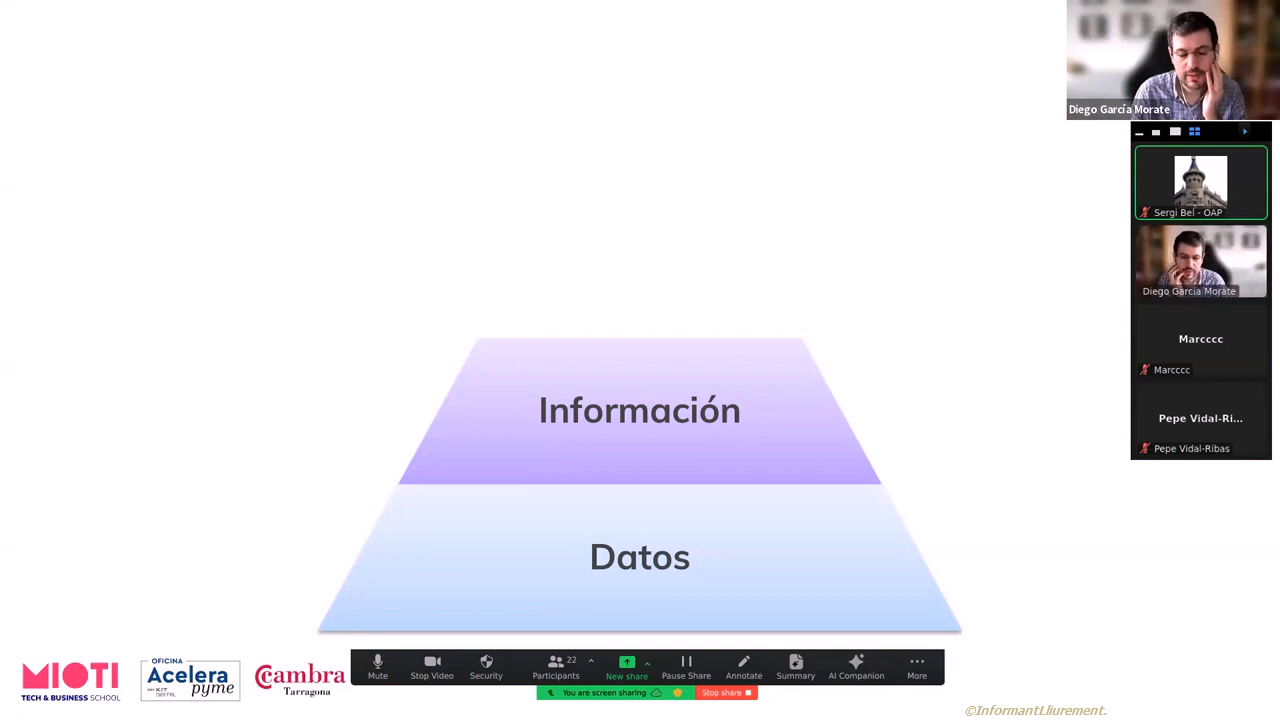 Diego García Morate
Sergi Bel - OAP
Diego García Morate
Marcccc
Marcccc
Pepe Vidal-Ri...
Pepe Vidal-Ribas
Información
Datos
MIOTI
TECH & BUSINESS SCHOOL
OFICINA
Acelera
pyme
KIT
DIGITAL
Cambra
Tarragona
Mute
Stop Video
Security
22
Participants
New share
Pause Share
Annotate
Summary
AI Companion
More
You are screen sharing
Stop share
©InformantLliurement.